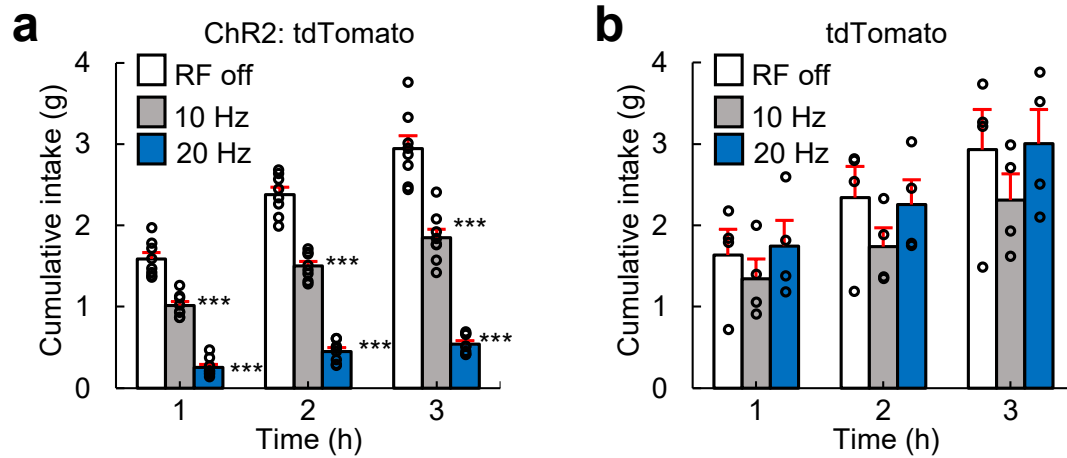 a
ChR2: tdTomato
RF off
10 Hz
20 Hz
Cumulative intake (g)
4
3
2
1
0
***
***
***
***
***
***
1 2 3
Time (h)
b
tdTomato
RF off
10 Hz
20 Hz
Cumulative intake (g)
4
3
2
1
0
1 2 3
Time (h)